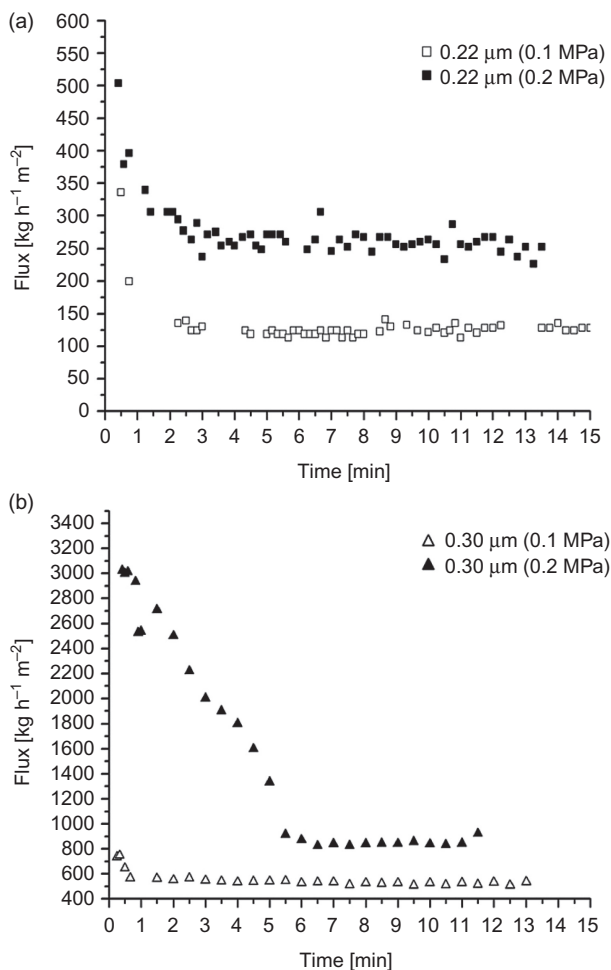 (a)
600
550
500
450
400
350
300
250
200
150
100
50
0
Flux [kg h⁻¹ m⁻²]
0.22 μm (0.1 MPa)
0.22 μm (0.2 MPa)
0 1 2 3 4 5 6 7 8 9 10 11 12 13 14 15
Time [min]
(b)
3400
3200
3000
2800
2600
2400
2200
2000
1800
1600
1400
1200
1000
800
600
400
Flux [kg h⁻¹ m⁻²]
0.30 μm (0.1 MPa)
0.30 μm (0.2 MPa)
0 1 2 3 4 5 6 7 8 9 10 11 12 13 14 15
Time [min]